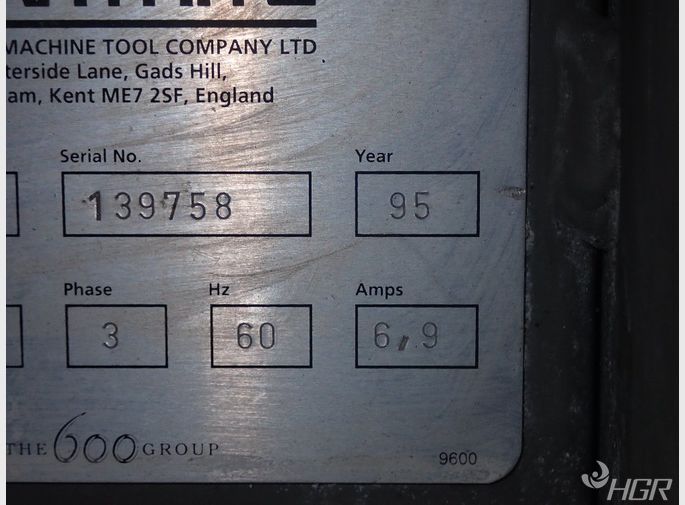 MACHINE TOOL COMPANY LTD
terside Lane, Gads Hill,
am, Kent ME7 2SF, England
Serial No. Year
139758 95
Phase Hz Amps
3 60 6,9
THE 600 GROUP
9600
HGR